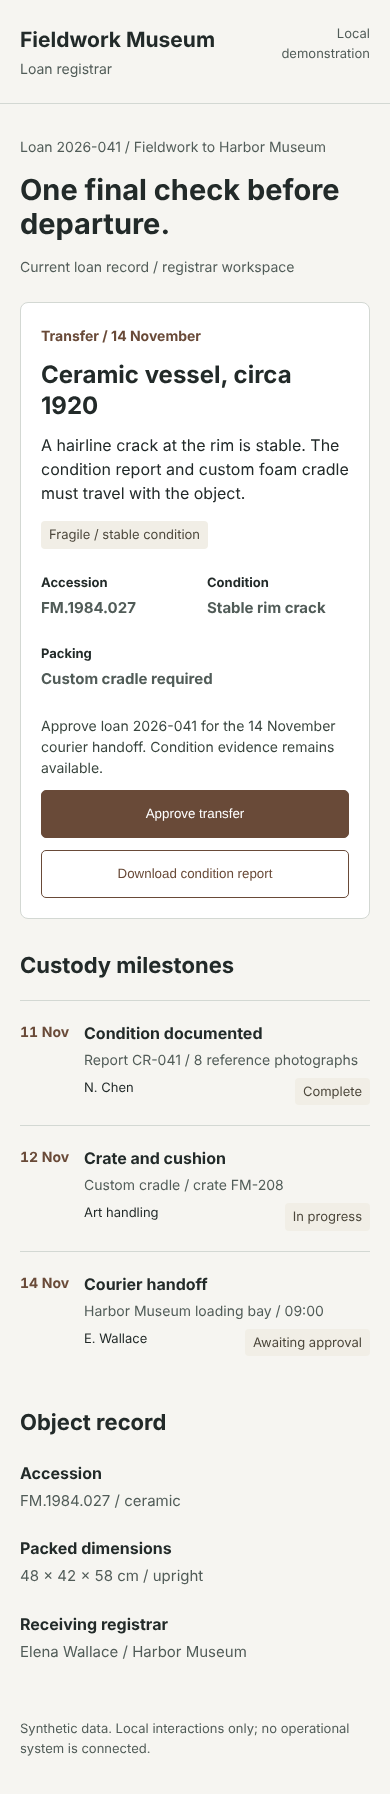 Fieldwork Museum
Loan registrar
Local
demonstration
Loan 2026-041 / Fieldwork to Harbor Museum
One final check before
departure.
Current loan record / registrar workspace
Transfer / 14 November
Ceramic vessel, circa
1920
A hairline crack at the rim is stable. The
condition report and custom foam cradle
must travel with the object.
Fragile / stable condition
Accession
FM.1984.027
Condition
Stable rim crack
Packing
Custom cradle required
Approve loan 2026-041 for the 14 November
courier handoff. Condition evidence remains
available.
Approve transfer
Download condition report
Custody milestones
11 Nov
Condition documented
Report CR-041 / 8 reference photographs
N. Chen
Complete
12 Nov
Crate and cushion
Custom cradle / crate FM-208
Art handling
In progress
14 Nov
Courier handoff
Harbor Museum loading bay / 09:00
E. Wallace
Awaiting approval
Object record
Accession
FM.1984.027 / ceramic
Packed dimensions
48 × 42 × 58 cm / upright
Receiving registrar
Elena Wallace / Harbor Museum
Synthetic data. Local interactions only; no operational
system is connected.